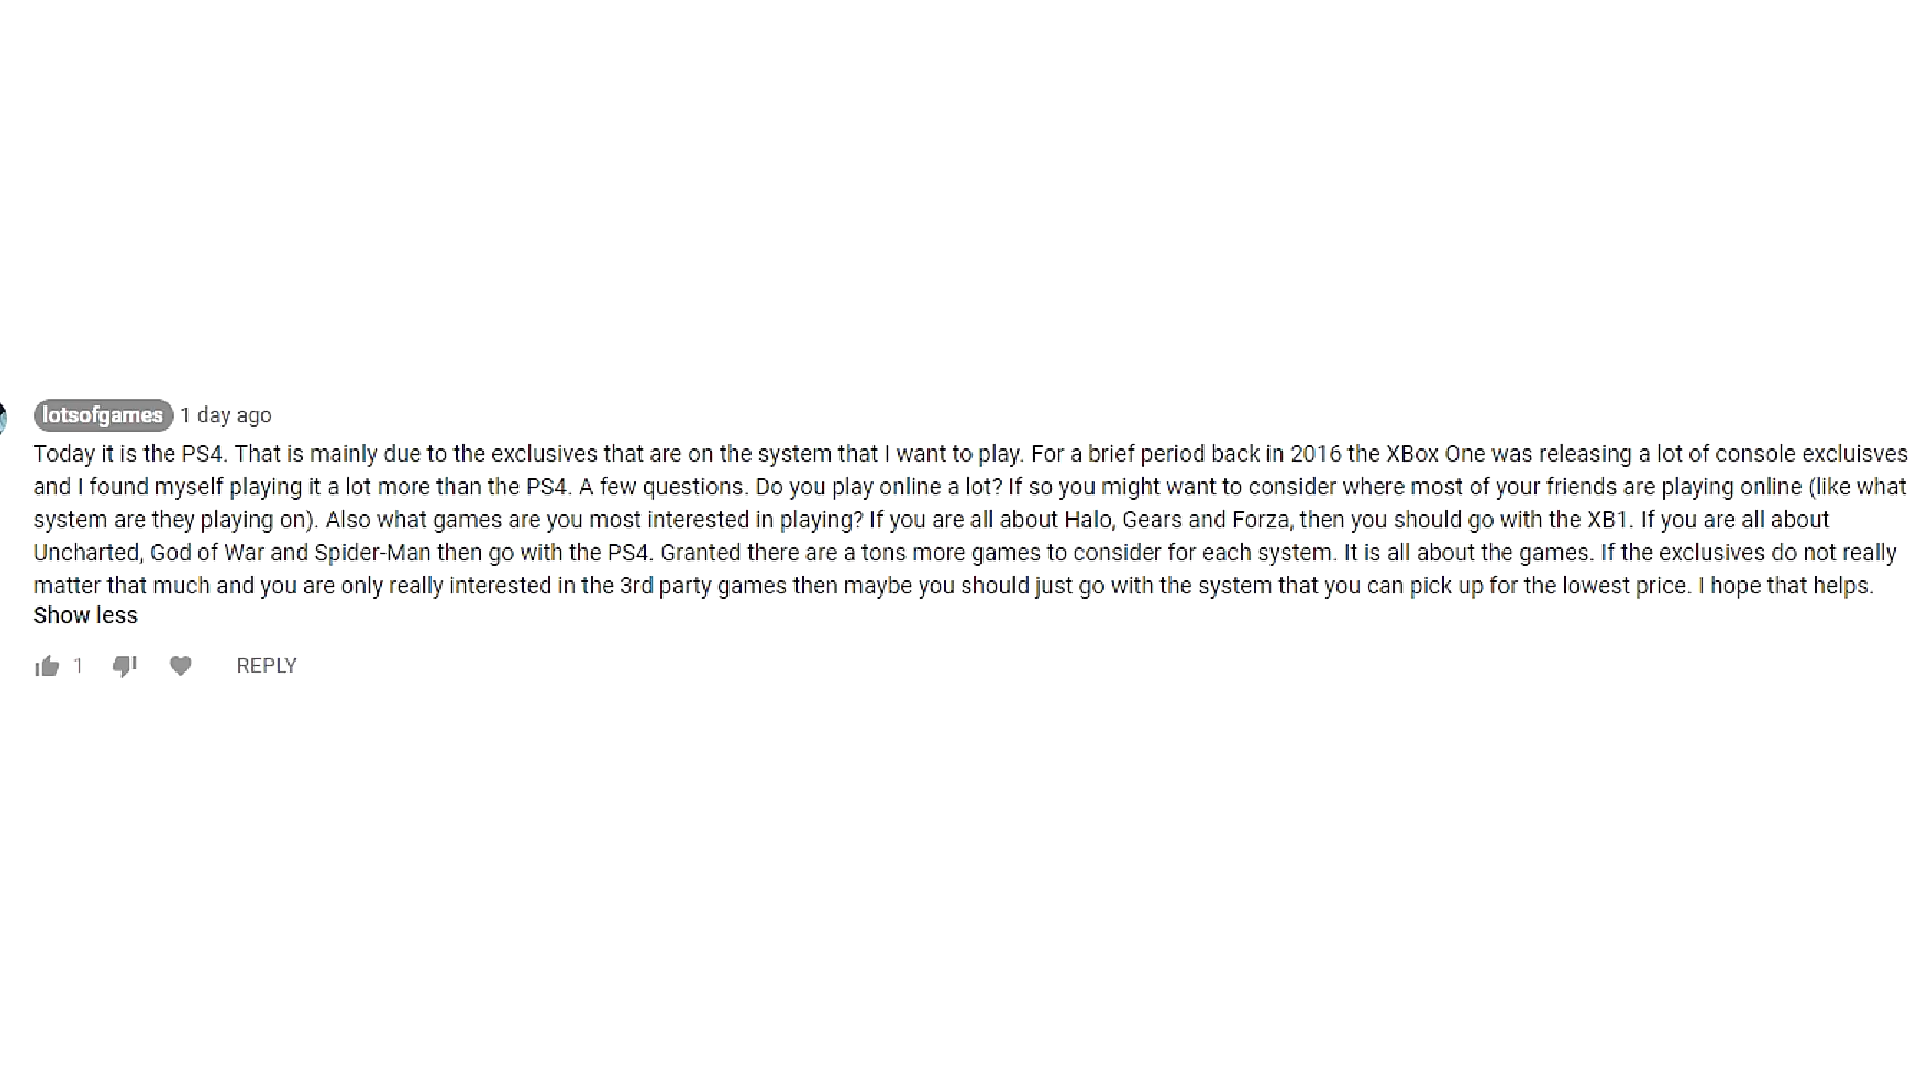 lotsofgames 1 day ago
Today it is the PS4. That is mainly due to the exclusives that are on the system that I want to play. For a brief period back in 2016 the XBox One was releasing a lot of console excluisves
and I found myself playing it a lot more than the PS4. A few questions. Do you play online a lot? If so you might want to consider where most of your friends are playing online (like what
system are they playing on). Also what games are you most interested in playing? If you are all about Halo, Gears and Forza, then you should go with the XB1. If you are all about
Uncharted, God of War and Spider-Man then go with the PS4. Granted there are a tons more games to consider for each system. It is all about the games. If the exclusives do not really
matter that much and you are only really interested in the 3rd party games then maybe you should just go with the system that you can pick up for the lowest price. I hope that helps.
Show less
1 REPLY